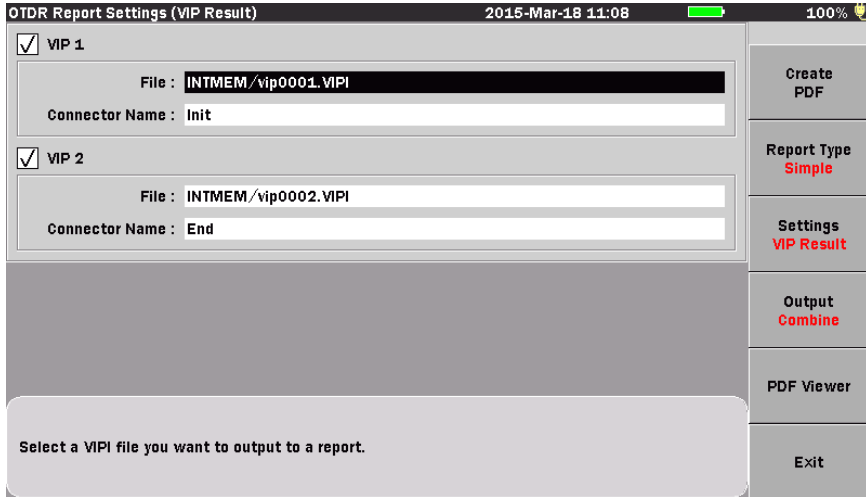 OTDR Report Settings (VIP Result) 2015-Mar-18 11:08 100%
VIP 1
File : INTMEM/vip0001.VIPI
Connector Name : Init
VIP 2
File : INTMEM/vip0002.VIPI
Connector Name : End
Select a VIPI file you want to output to a report.
Create
PDF
Report Type
Simple
Settings
VIP Result
Output
Combine
PDF Viewer
Exit